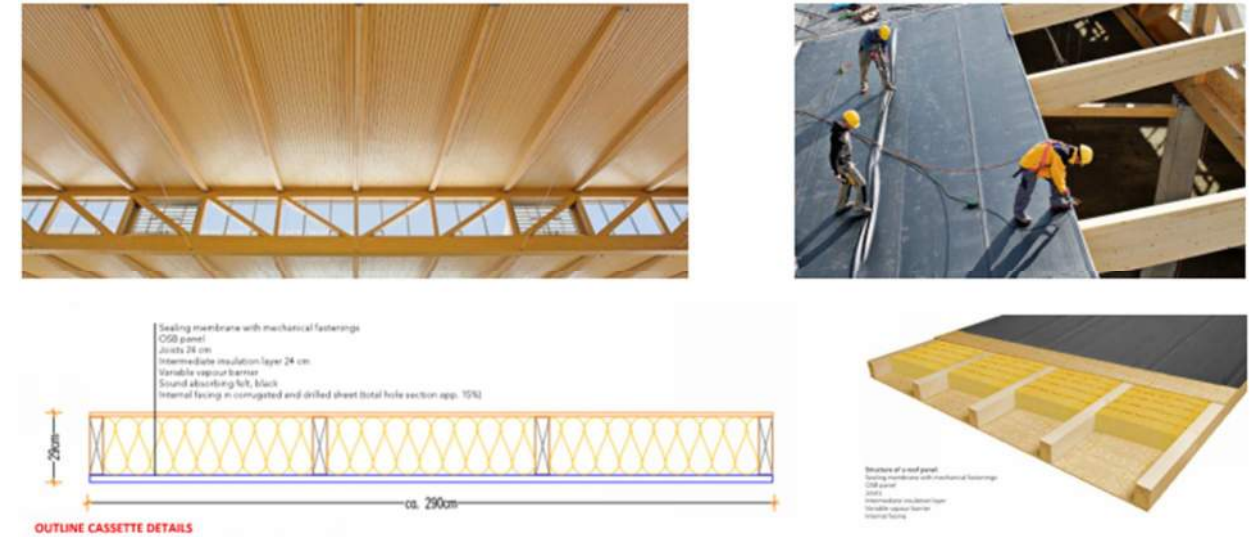 Sealing membrane with mechanical fastenings
OSB panel
Joists 24 cm
Intermediate insulation layer 24 cm
Variable vapour barrier
Sound absorbing felt, black
Internal facing in corrugated and drilled sheet (total hole section app. 15%)
29cm
ca. 290cm
OUTLINE CASSETTE DETAILS
Structure of a roof panel
Sealing membrane with mechanical fastenings
OSB panel
Joists
Intermediate insulation layer
Variable vapour barrier
Internal facing